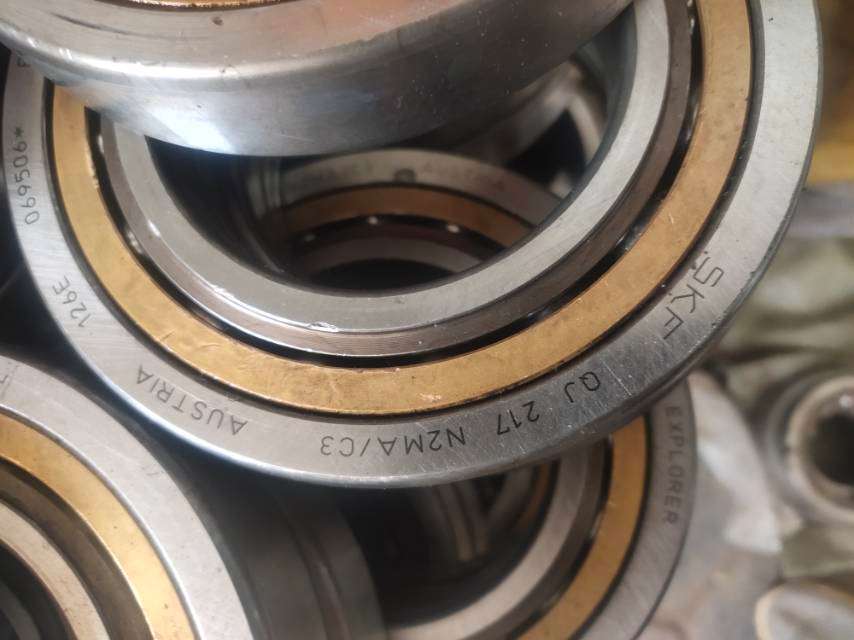 SKF
QJ 217 N2MA/C3
AUSTRIA
126E
069506*
EXPLORER